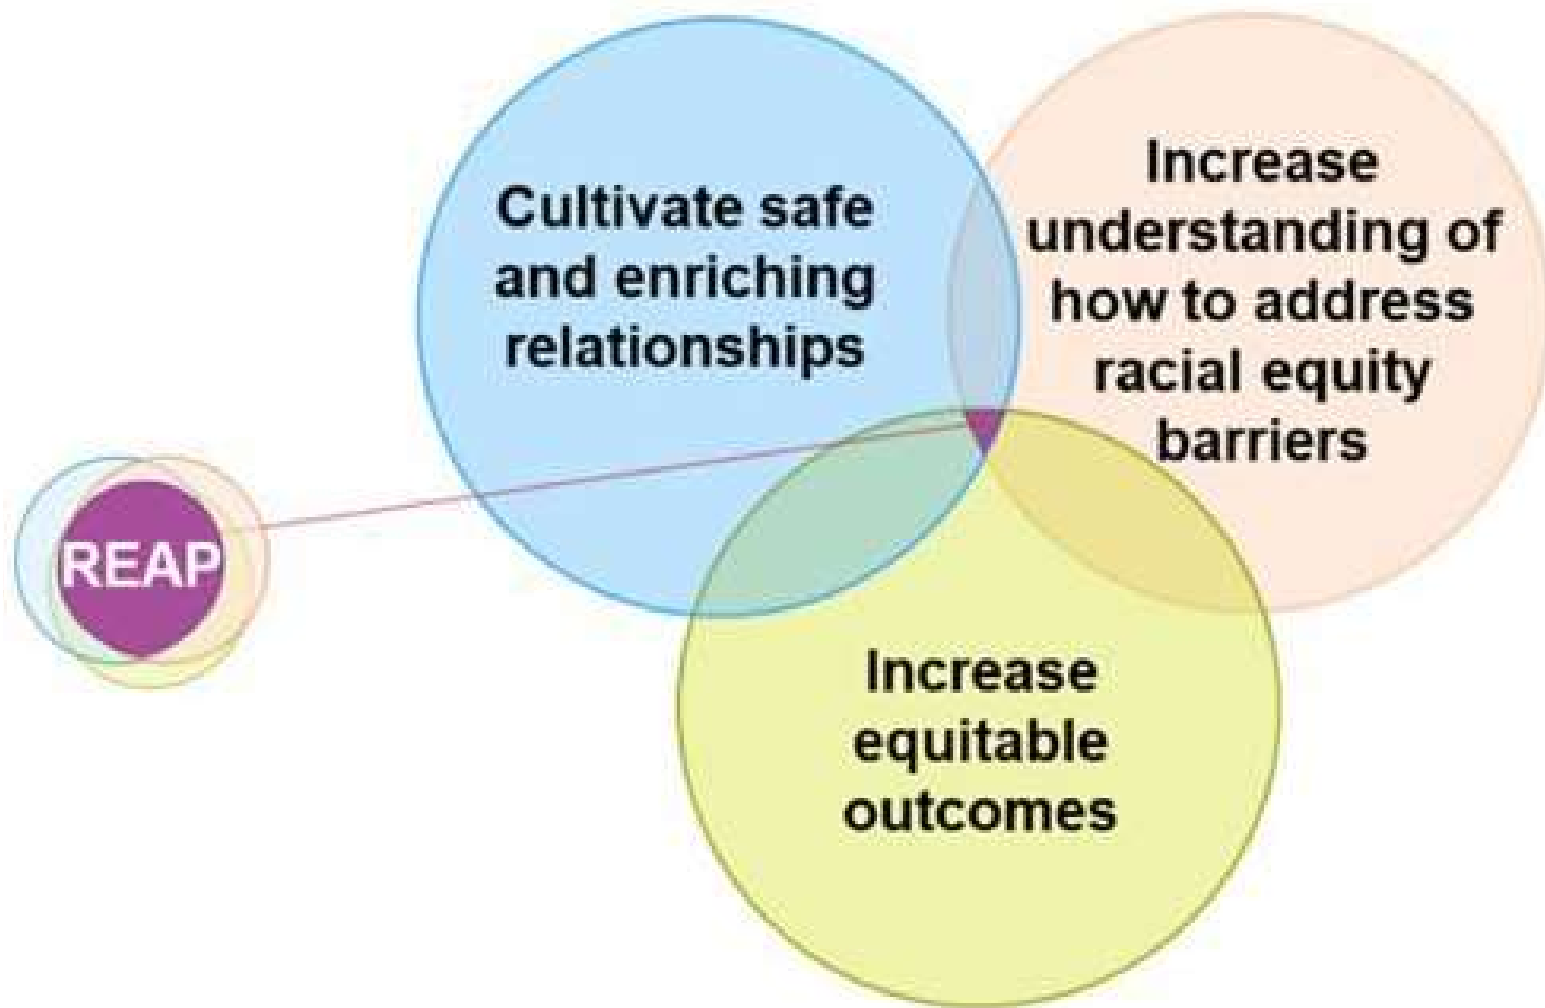 Cultivate safe
and enriching
relationships
Increase
understanding of
how to address
racial equity
barriers
REAP
Increase
equitable
outcomes